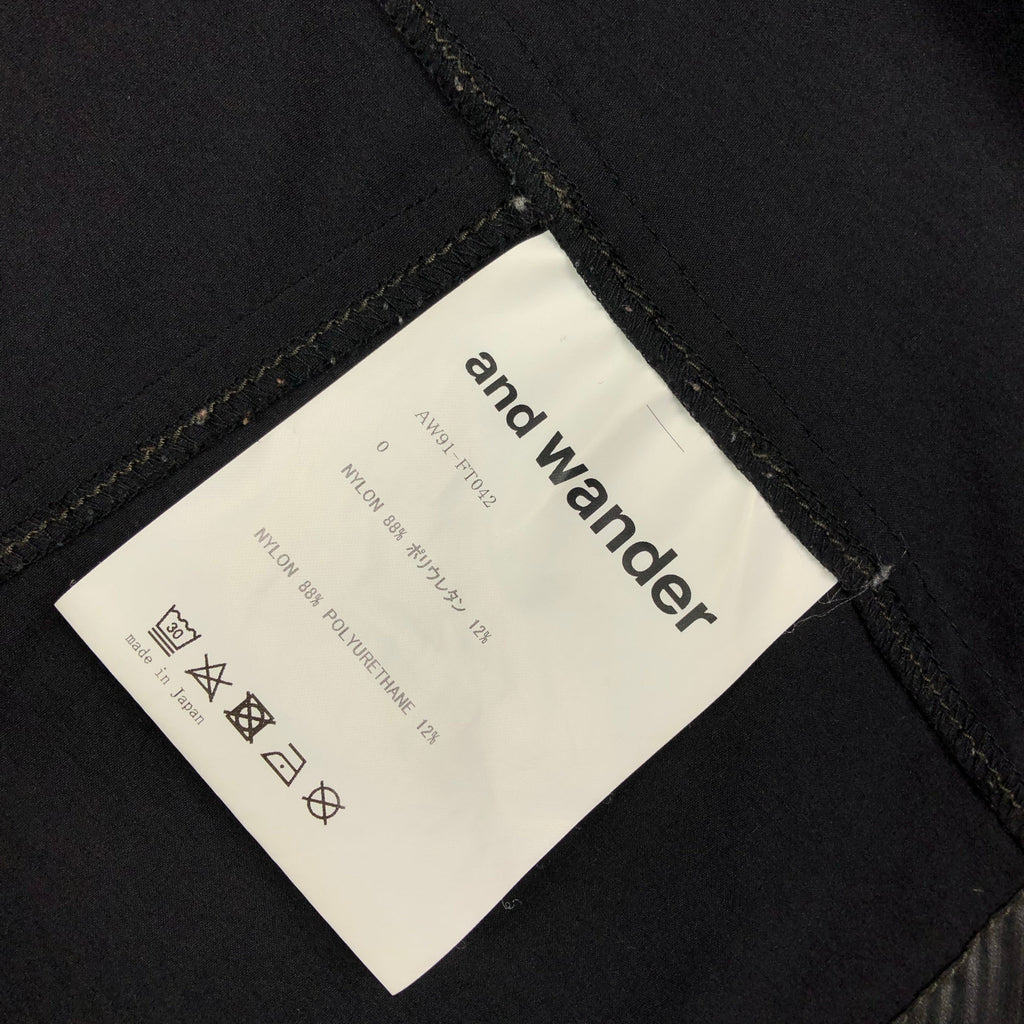 and wander
AW91-FT042
0
NYLON 88% ポリウレタン 12%
NYLON 88% POLYURETHANE 12%
30
made in Japan